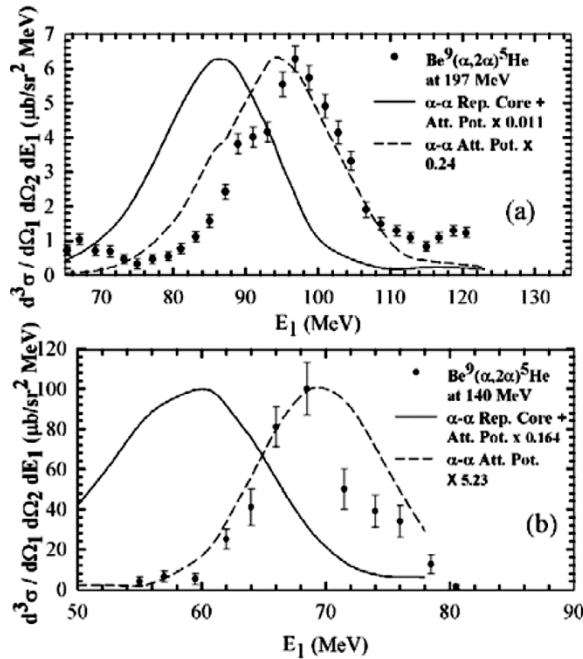 7
6
5
4
3
2
1
0
d³σ / dΩ₁ dΩ₂ dE₁ (μb/sr² MeV)
Be⁹(α,2α)⁵He
at 197 MeV
α-α Rep. Core +
Att. Pot. × 0.011
α-α Att. Pot. ×
0.24
(a)
70 80 90 100 110 120 130
E₁ (MeV)
120
100
80
60
40
20
0
d³σ / dΩ₁ dΩ₂ dE₁ (μb/sr² MeV)
Be⁹(α,2α)⁵He
at 140 MeV
α-α Rep. Core +
Att. Pot. x 0.164
α-α Att. Pot.
X 5.23
(b)
50 60 70 80 90
E₁ (MeV)